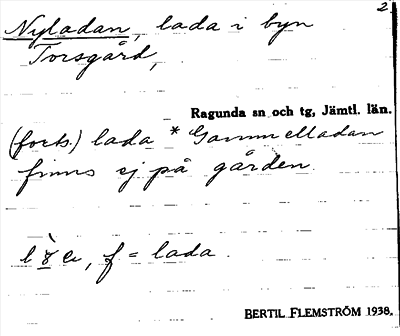 2
Nyladan, lada i byn
Torsgård,
Ragunda sn och tg, Jämtl. län.
(forts.) lada * Gammelladan
finns ej på gården.
f = lada.
BERTIL FLEMSTRÖM 1938.